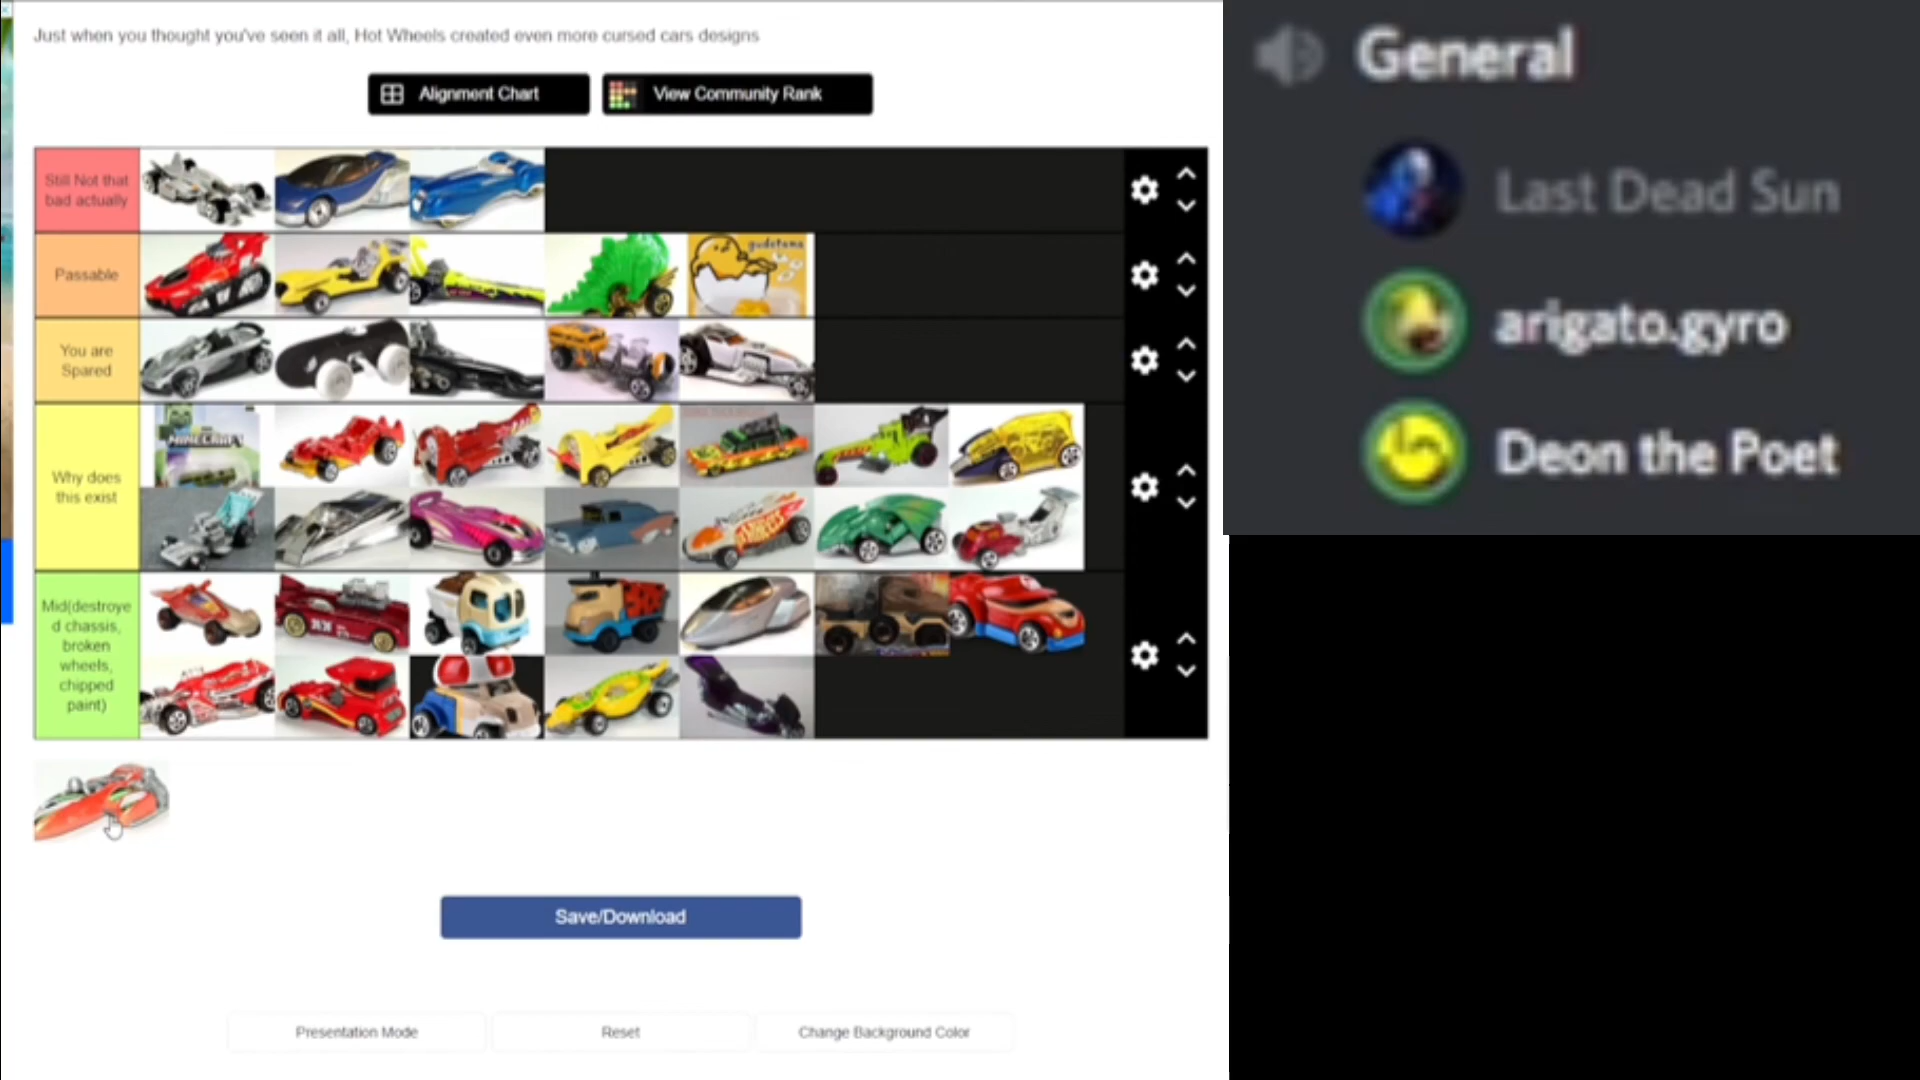 Just when you thought you've seen it all, Hot Wheels created even more cursed cars designs
Alignment Chart
View Community Rank
Still Not that
bad actually
Passable
gudetama
You are
Spared
Why does
this exist
MINECRAFT
WHEELS
Mid(destroye
d chassis,
broken
wheels,
chipped
paint)
Save/Download
Presentation Mode
Reset
Change Background Color
General
Last Dead Sun
arigato.gyro
Deon the Poet